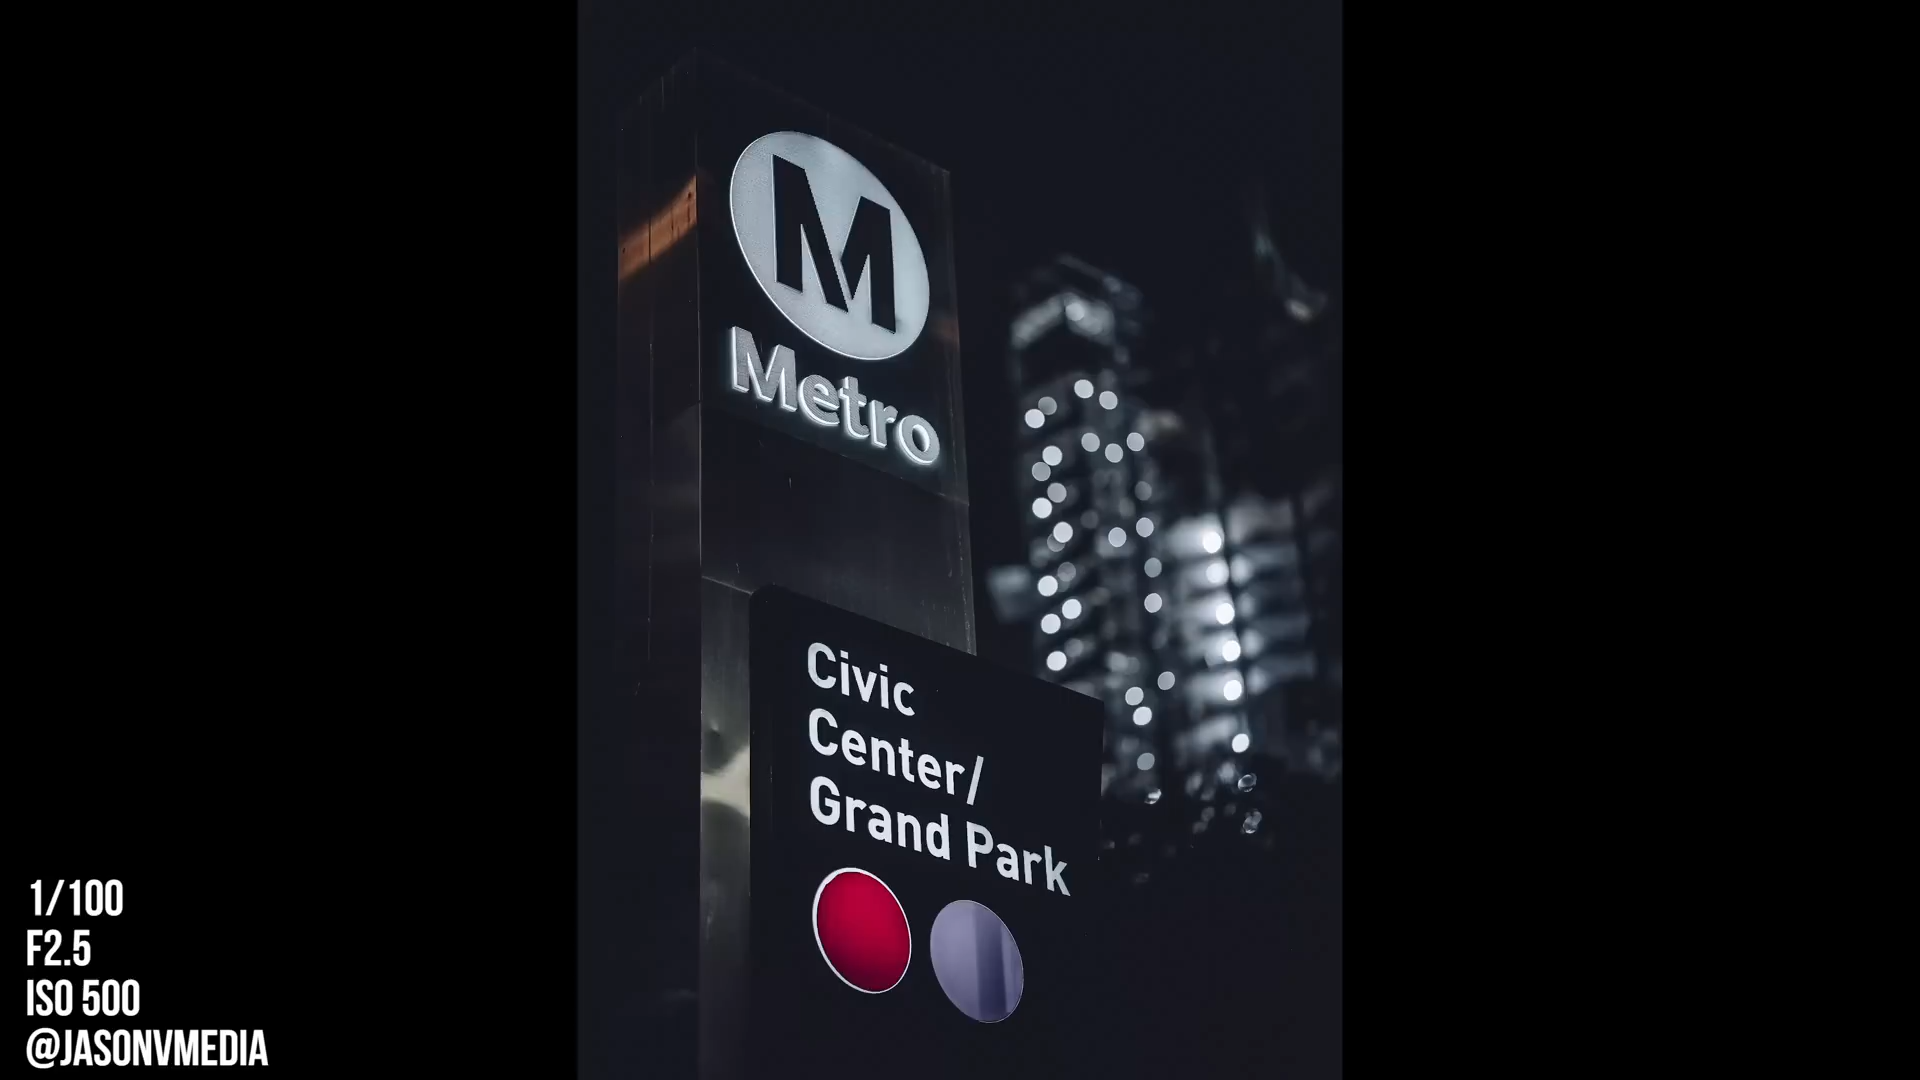 M
Metro
Civic
Center/
Grand Park
1/100
F2.5
ISO 500
@JASONVMEDIA